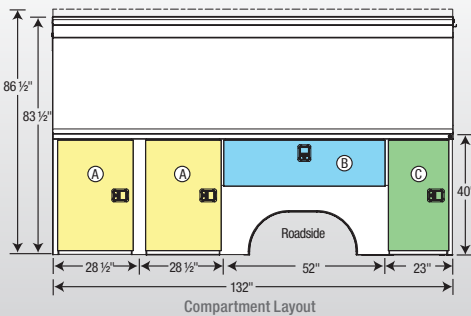 86 ½"
83 ½"
A
A
B
C
40"
Roadside
28 ½"
28 ½"
52"
23"
132"
Compartment Layout